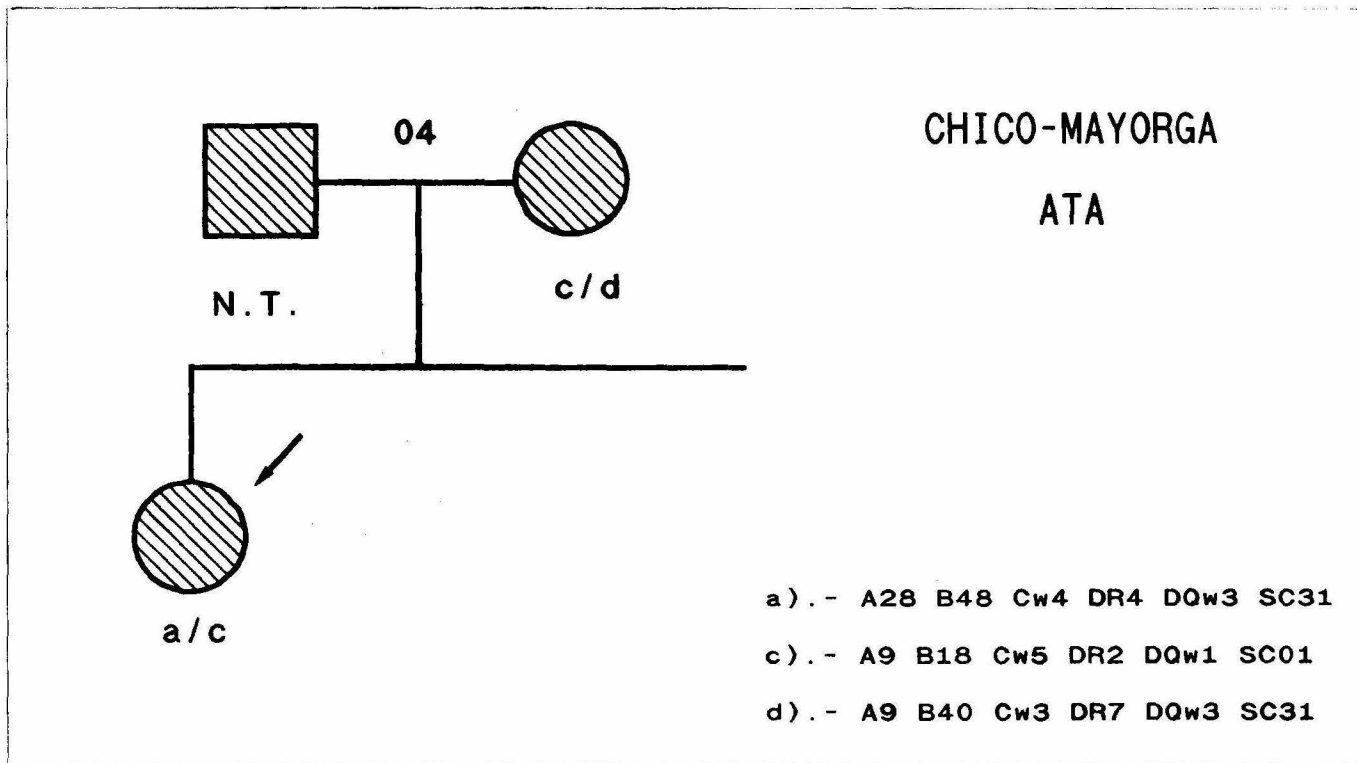 04
CHICO-MAYORGA
ATA
N.T.
c/d
a/c
a).- A28 B48 Cw4 DR4 DQw3 SC31
c).- A9 B18 Cw5 DR2 DQw1 SC01
d).- A9 B40 Cw3 DR7 DQw3 SC31